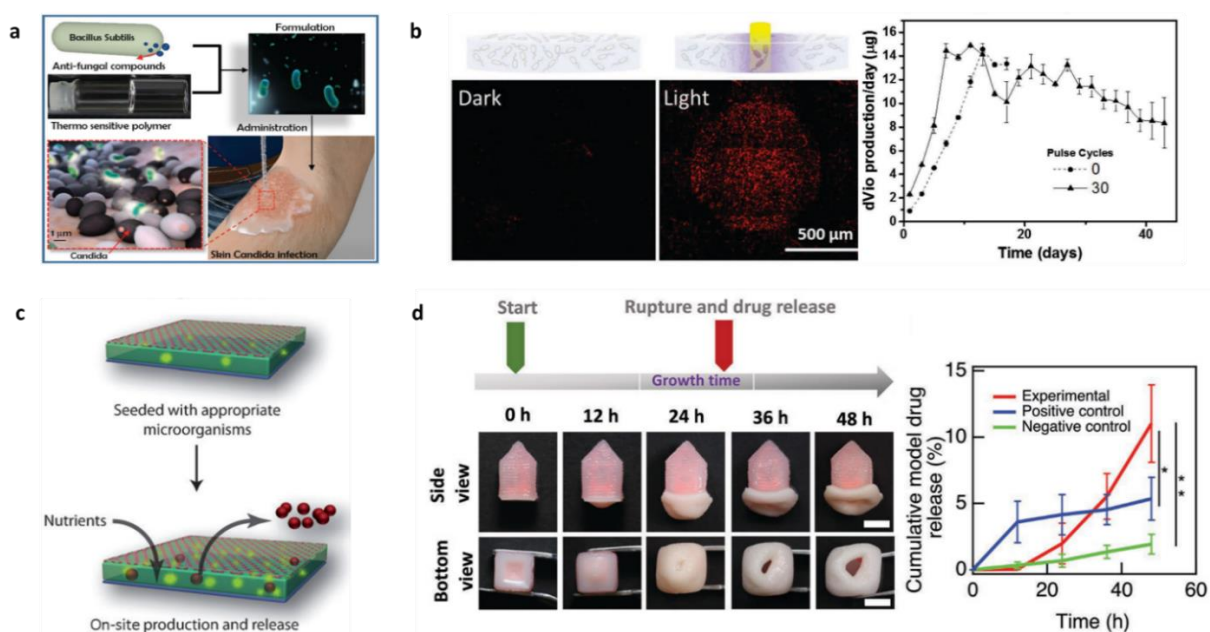 a
Bacillus Subtilis
Anti-fungal compounds
Thermo sensitive polymer
Formulation
Administration
1 μm
Candida
Skin Candida infection
b
Dark
Light
500 μm
dVio production/day (μg)
16
14
12
10
8
6
4
2
0
Pulse Cycles
0
30
0
10
20
30
40
Time (days)
c
Seeded with appropriate
microorganisms
Nutrients
On-site production and release
d
Start
Rupture and drug release
Growth time
0 h
12 h
24 h
36 h
48 h
Side
view
Bottom
view
Cumulative model drug
release (%)
15
10
5
0
Experimental
Positive control
Negative control
*
**
0
20
40
60
Time (h)